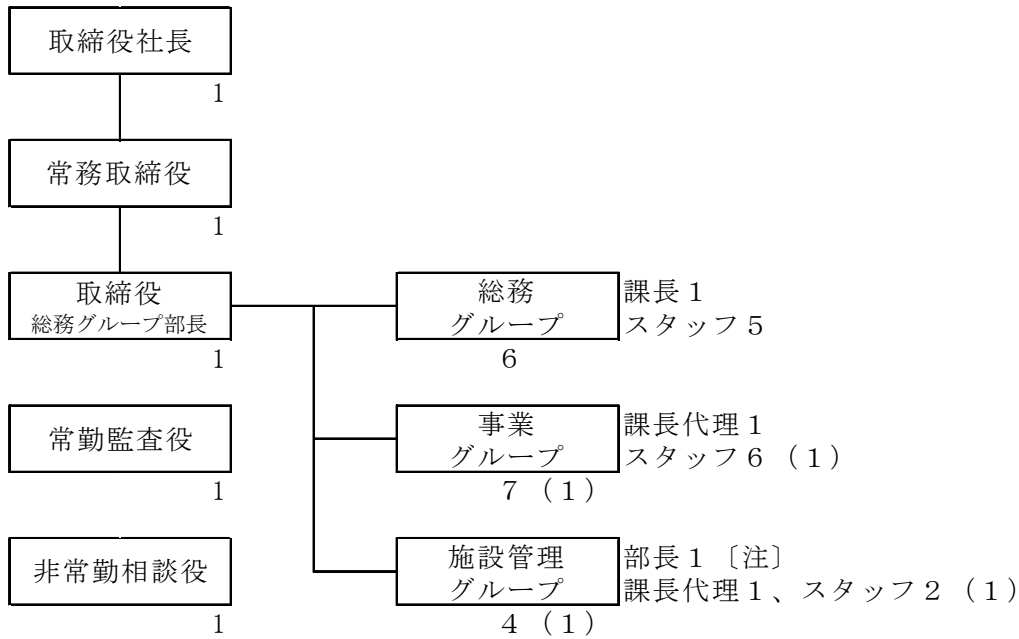 取締役社長
1
常務取締役
1
取締役
総務グループ部長
1
総務
グループ
6
課長1
スタッフ5
常勤監査役
1
事業
グループ
7（1）
課長代理1
スタッフ6（1）
非常勤相談役
1
施設管理
グループ
4（1）
部長1〔注〕
課長代理1、スタッフ2（1）